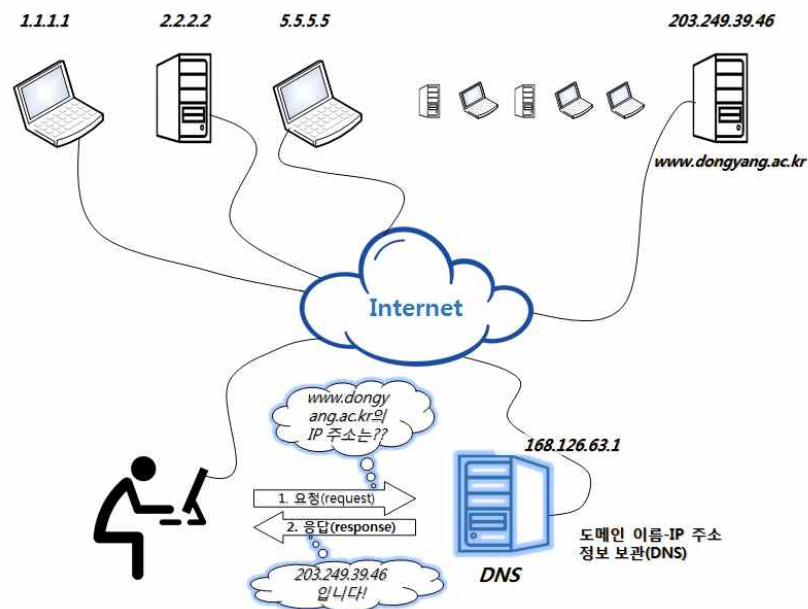 1.1.1.1
2.2.2.2
5.5.5.5
203.249.39.46
www.dongyang.ac.kr
Internet
www.dongy
ang.ac.kr의
IP 주소는??
168.126.63.1
1. 요청(request)
2. 응답(response)
도메인 이름-IP 주소
정보 보관(DNS)
203.249.39.46
입니다!
DNS